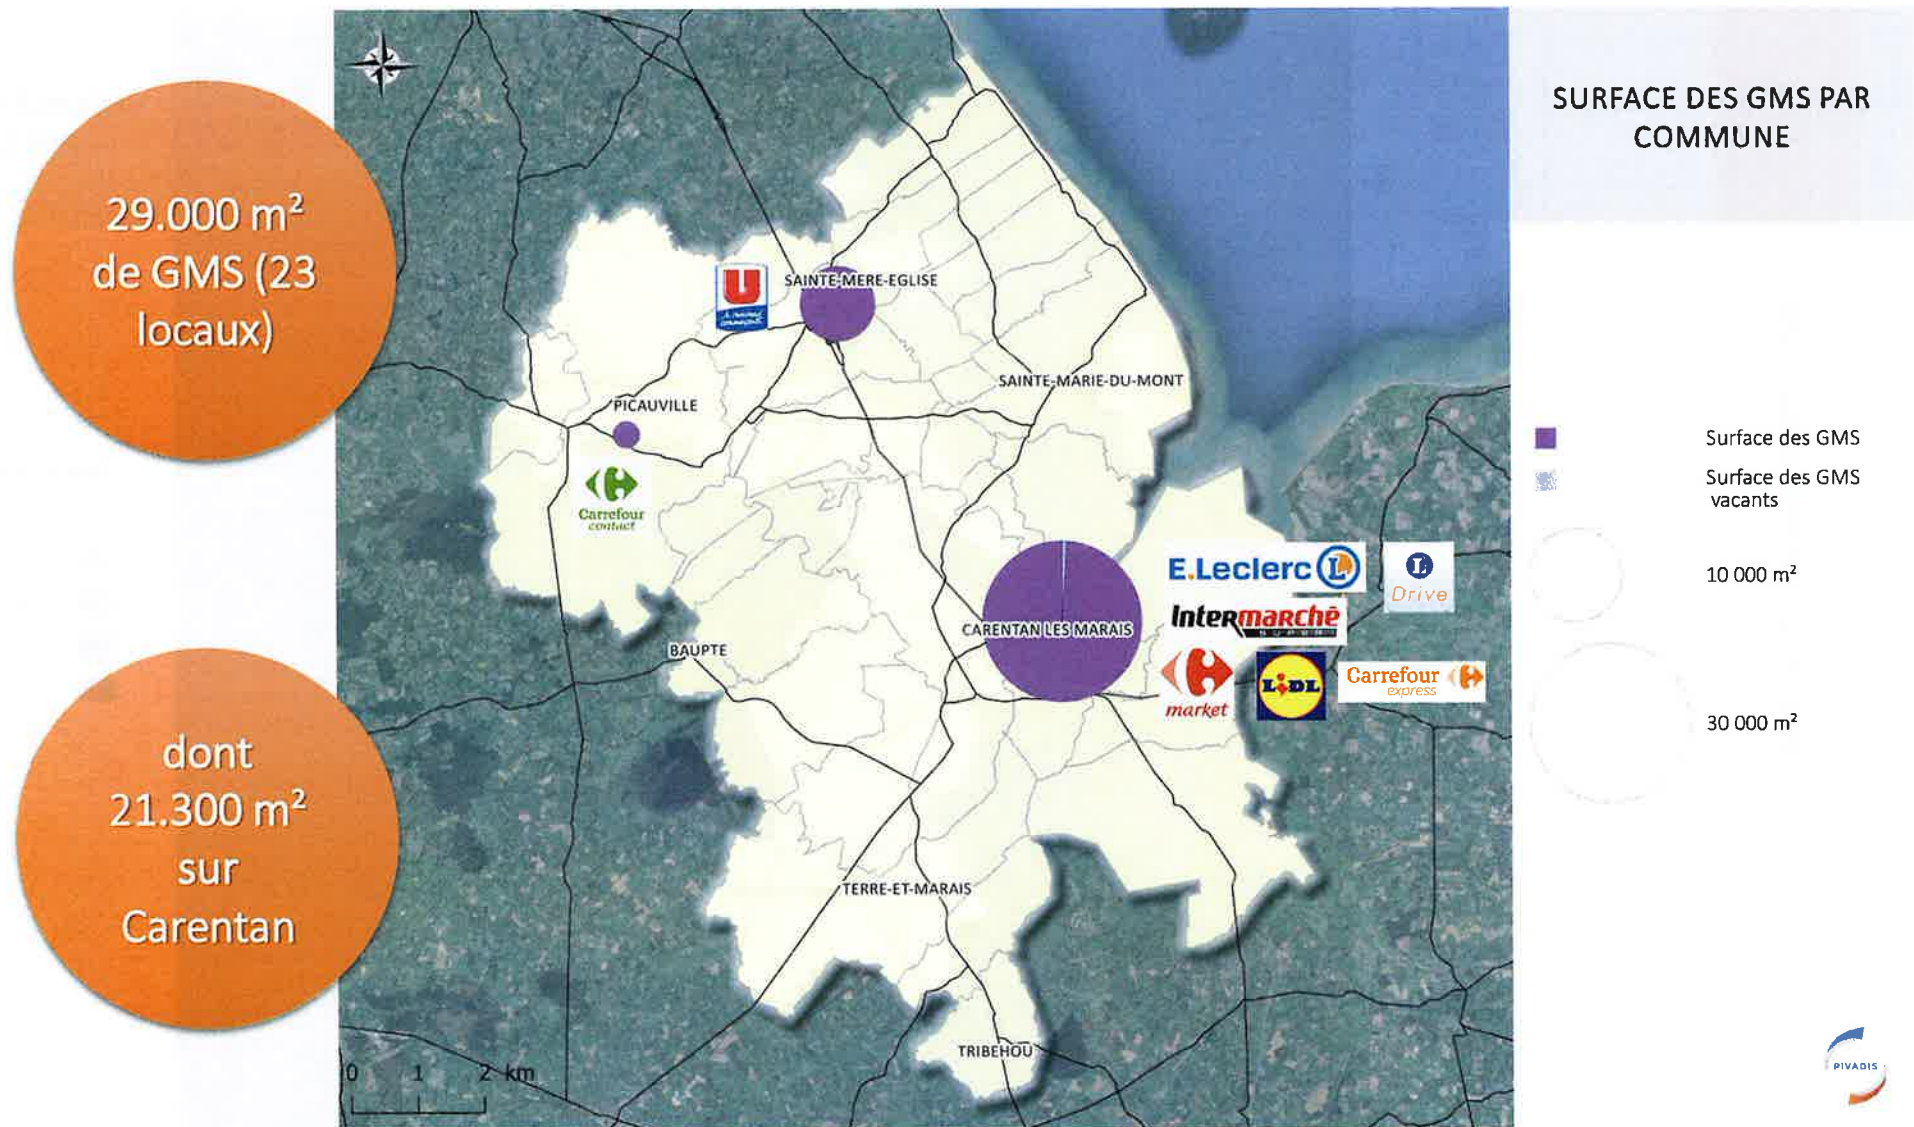 SURFACE DES GMS PAR
COMMUNE
29.000 m²
de GMS (23
locaux)
dont
21.300 m²
sur
Carentan
U
SAINTE-MERE-EGLISE
SAINTE-MARIE-DU-MONT
PICAUVILLE
Carrefour
contact
E.Leclerc L
L
Drive
Intermarché
CARENTAN LES MARAIS
BAUPTE
market
LIDL
Carrefour
express
TERRE-ET-MARAIS
TRIBEHOU
0 1 2 km
Surface des GMS
Surface des GMS
vacants
10 000 m²
30 000 m²
PIVADIS